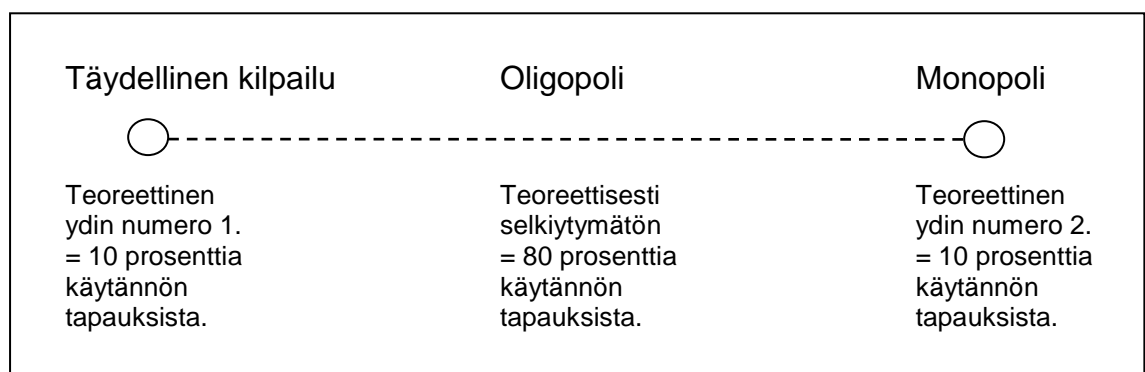 Täydellinen kilpailu
Oligopoli
Monopoli
Teoreettinen
ydin numero 1.
= 10 prosenttia
käytännön
tapauksista.
Teoreettisesti
selkiytymätön
= 80 prosenttia
käytännön
tapauksista.
Teoreettinen
ydin numero 2.
= 10 prosenttia
käytännön
tapauksista.